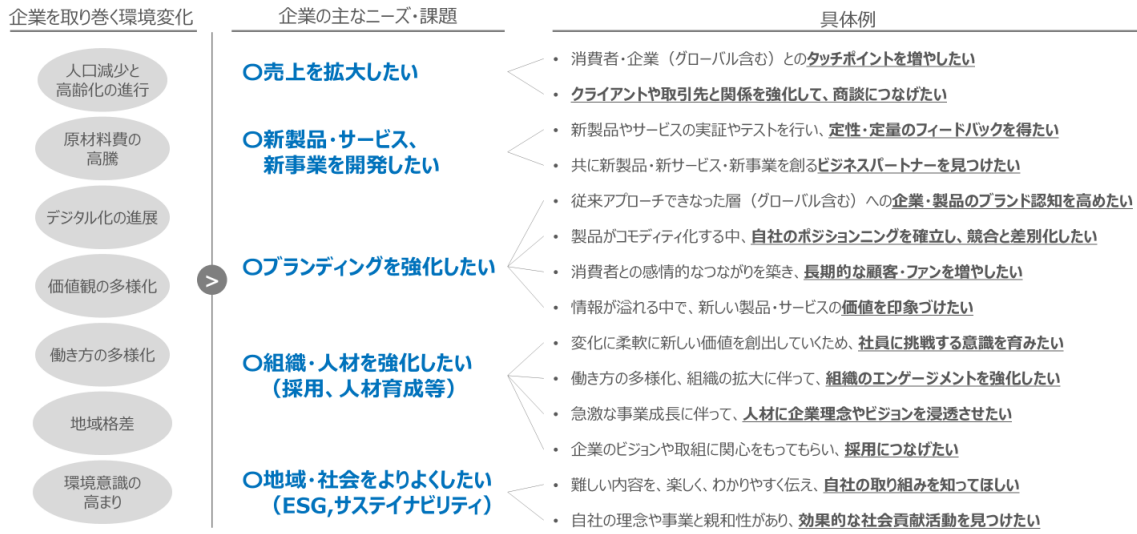 企業を取り巻く環境変化
人口減少と
高齢化の進行
原材料費の
高騰
デジタル化の進展
価値観の多様化
働き方の多様化
地域格差
環境意識の
高まり
>
企業の主なニーズ・課題
〇売上を拡大したい
〇新製品・サービス、
新事業を開発したい
〇ブランディングを強化したい
〇組織・人材を強化したい
（採用、人材育成等）
〇地域・社会をよりよくしたい
（ESG,サステイナビリティ）
具体例
• 消費者・企業（グローバル含む）とのタッチポイントを増やしたい
• クライアントや取引先と関係を強化して、商談につなげたい
• 新製品やサービスの実証やテストを行い、定性・定量のフィードバックを得たい
• 共に新製品・新サービス・新事業を創るビジネスパートナーを見つけたい
• 従来アプローチできなった層（グローバル含む）への企業・製品のブランド認知を高めたい
• 製品がコモディティ化する中、自社のポジションニングを確立し、競合と差別化したい
• 消費者との感情的なつながりを築き、長期的な顧客・ファンを増やしたい
• 情報が溢れる中で、新しい製品・サービスの価値を印象づけたい
• 変化に柔軟に新しい価値を創出していくため、社員に挑戦する意識を育みたい
• 働き方の多様化、組織の拡大に伴って、組織のエンゲージメントを強化したい
• 急激な事業成長に伴って、人材に企業理念やビジョンを浸透させたい
• 企業のビジョンや取組に関心をもってもらい、採用につなげたい
• 難しい内容を、楽しく、わかりやすく伝え、自社の取り組みを知ってほしい
• 自社の理念や事業と親和性があり、効果的な社会貢献活動を見つけたい